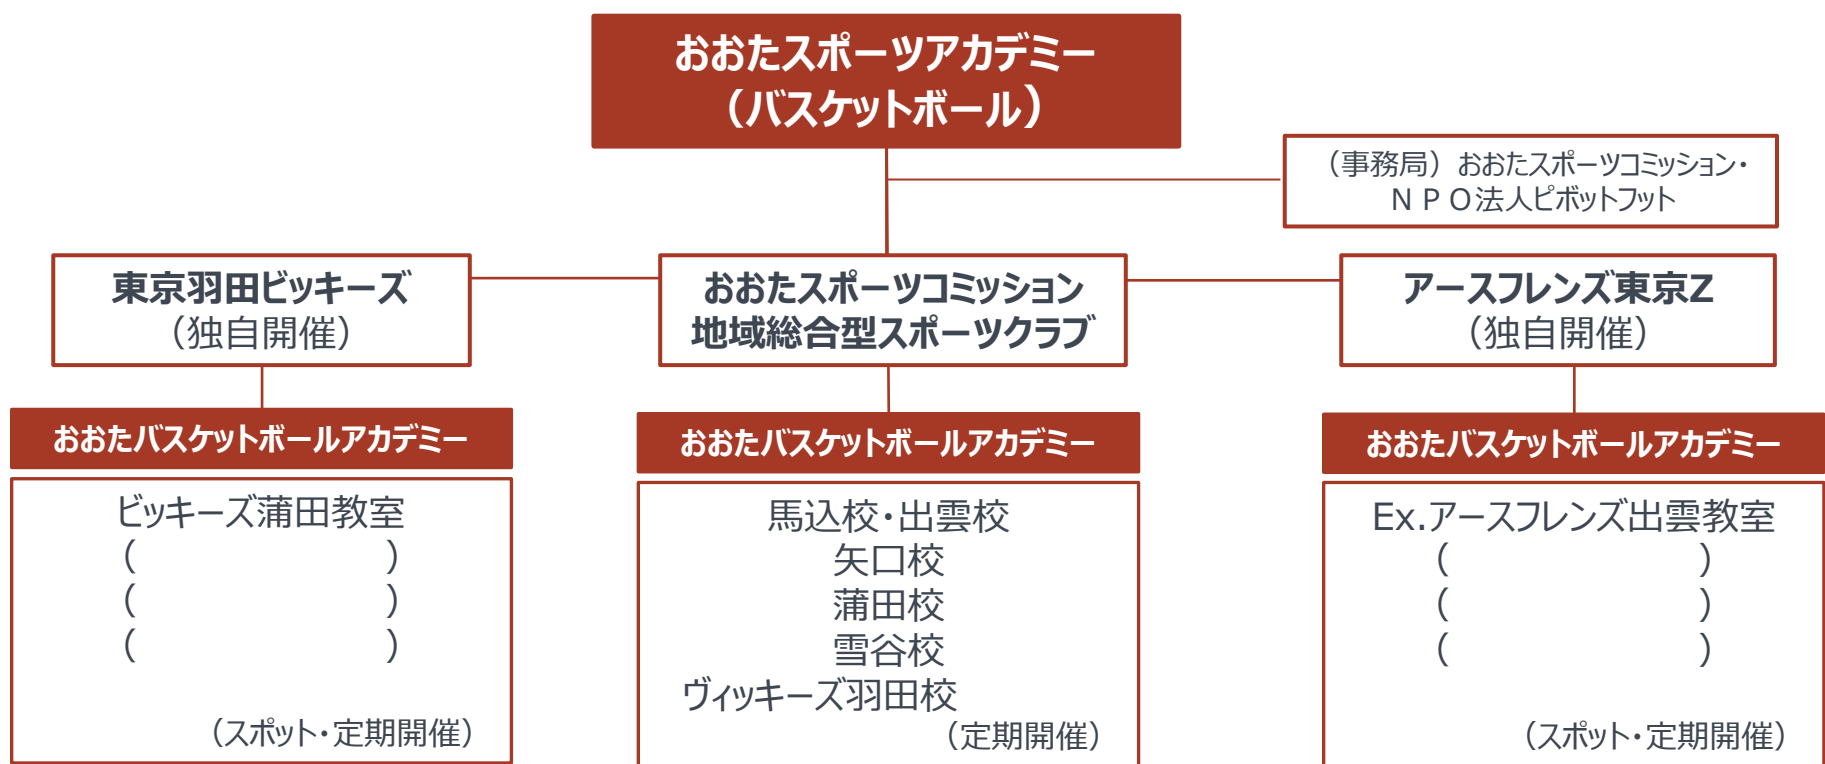 おおたスポーツアカデミー
（バスケットボール）
（事務局）おおたスポーツコミッション・
ＮＰＯ法人ピボットフット
東京羽田ビッキーズ
（独自開催）
おおたスポーツコミッション
地域総合型スポーツクラブ
アースフレンズ東京Z
（独自開催）
おおたバスケットボールアカデミー
ビッキーズ蒲田教室
(　　　　　　)
(　　　　　　)
(　　　　　　)
（スポット・定期開催）
おおたバスケットボールアカデミー
馬込校・出雲校
矢口校
蒲田校
雪谷校
ヴィッキーズ羽田校
（定期開催）
おおたバスケットボールアカデミー
Ex.アースフレンズ出雲教室
(　　　　　　)
(　　　　　　)
(　　　　　　)
（スポット・定期開催）